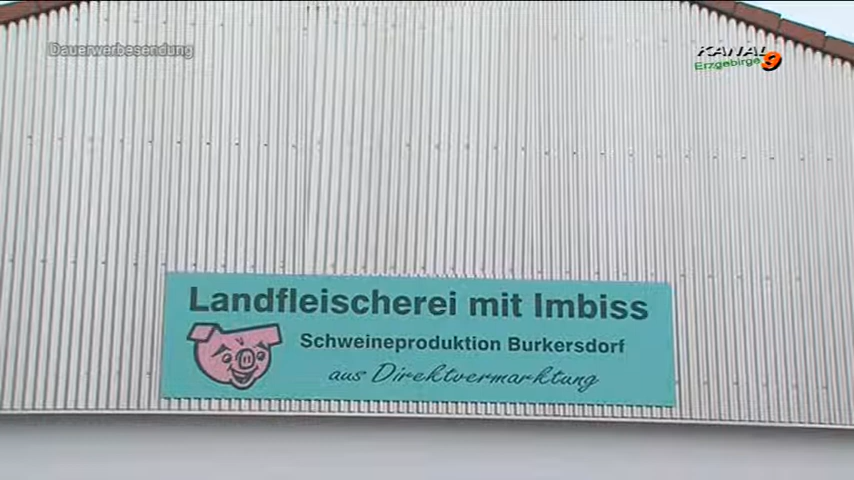 Dauerwerbesendung
KANAL 9
Erzgebirge
Landfleischerei mit Imbiss
Schweineproduktion Burkersdorf
aus Direktvermarktung